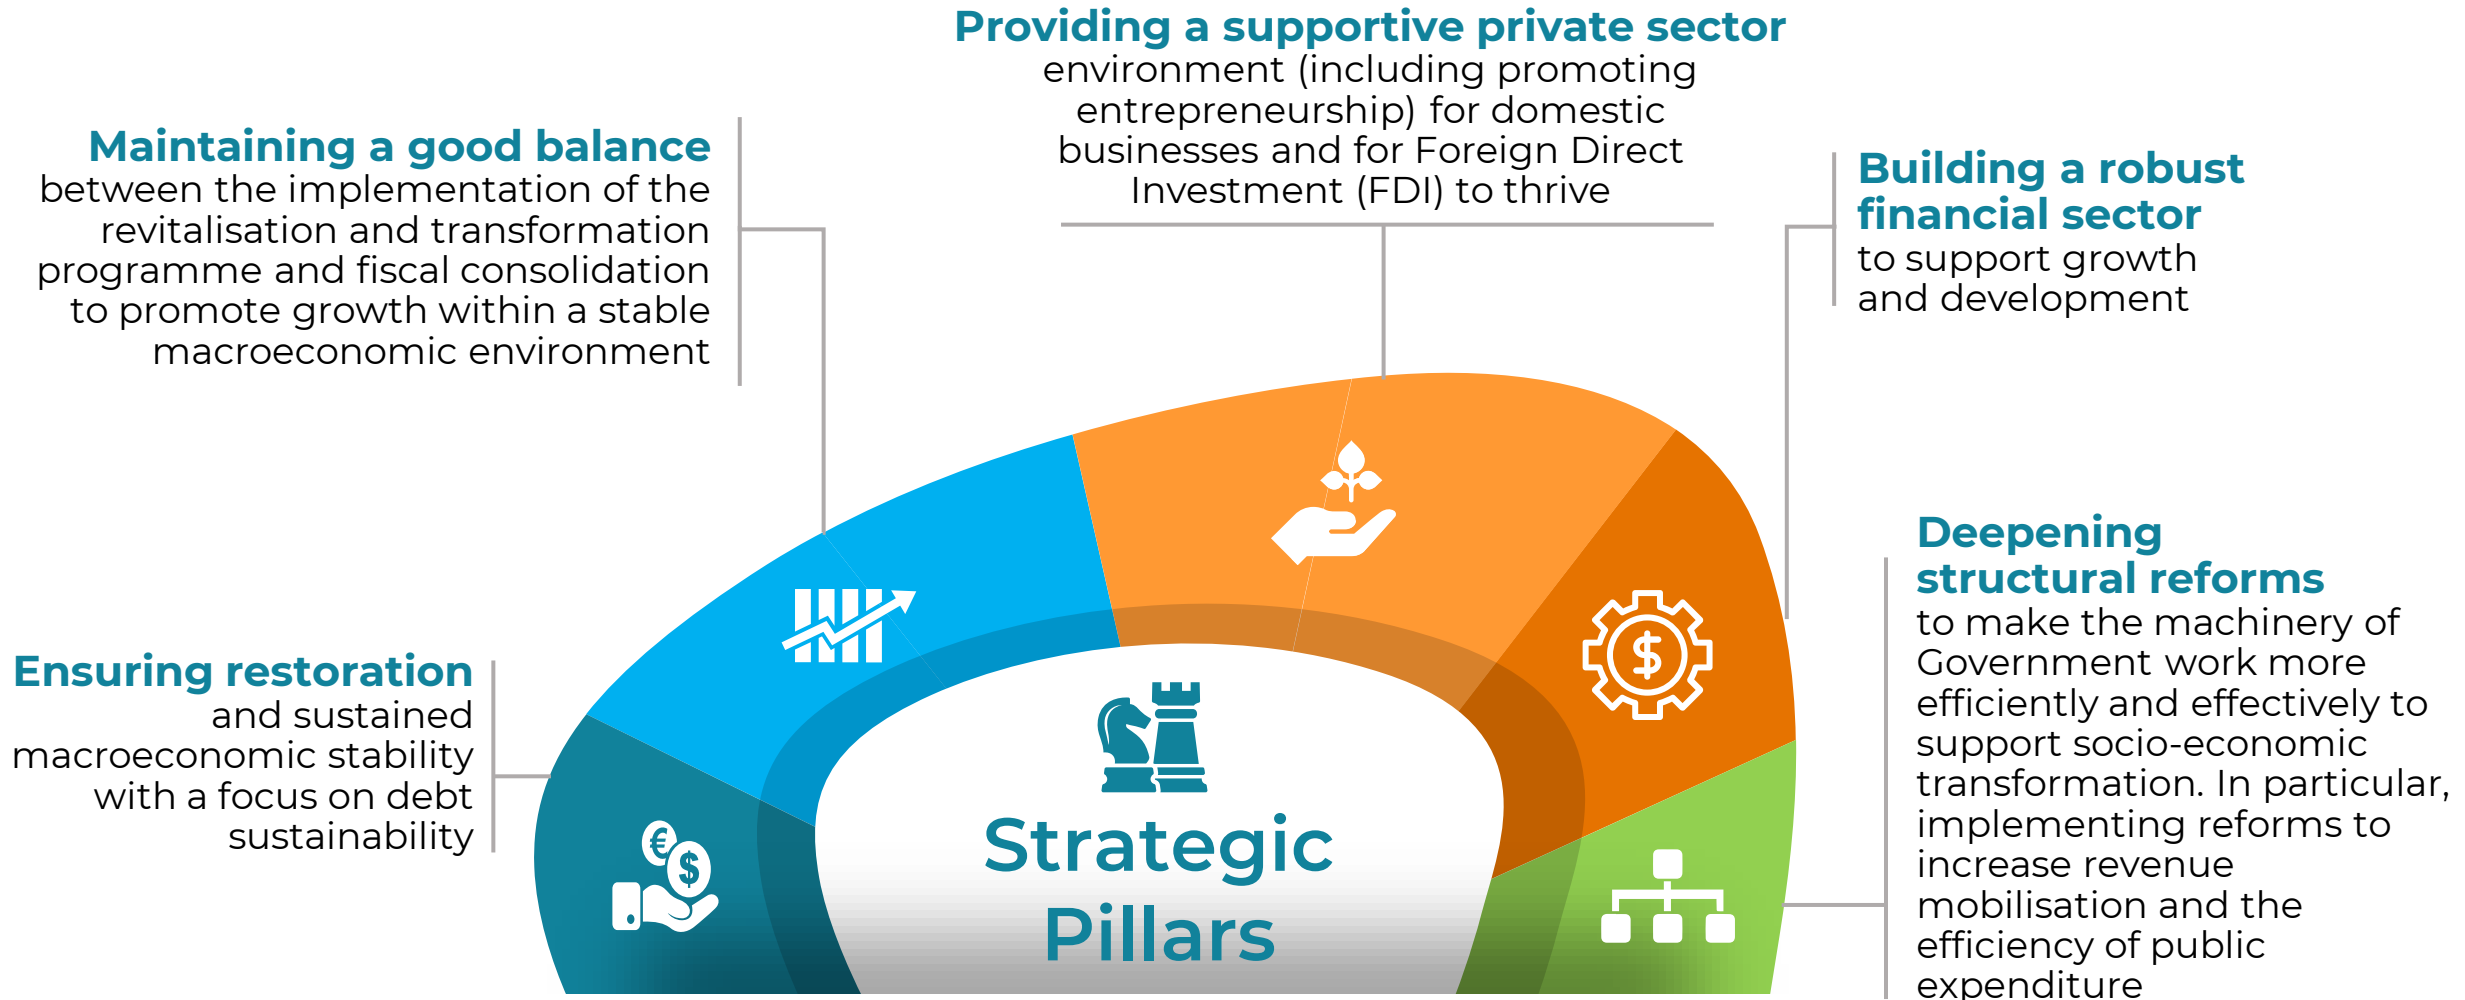 Providing a supportive private sector
environment (including promoting
entrepreneurship) for domestic
businesses and for Foreign Direct
Investment (FDI) to thrive
Maintaining a good balance
between the implementation of the
revitalisation and transformation
programme and fiscal consolidation
to promote growth within a stable
macroeconomic environment
Building a robust
financial sector
to support growth
and development
Ensuring restoration
and sustained
macroeconomic stability
with a focus on debt
sustainability
Deepening
structural reforms
to make the machinery of
Government work more
efficiently and effectively to
support socio-economic
transformation. In particular,
implementing reforms to
increase revenue
mobilisation and the
efficiency of public
expenditure
€
$
$
Strategic
Pillars